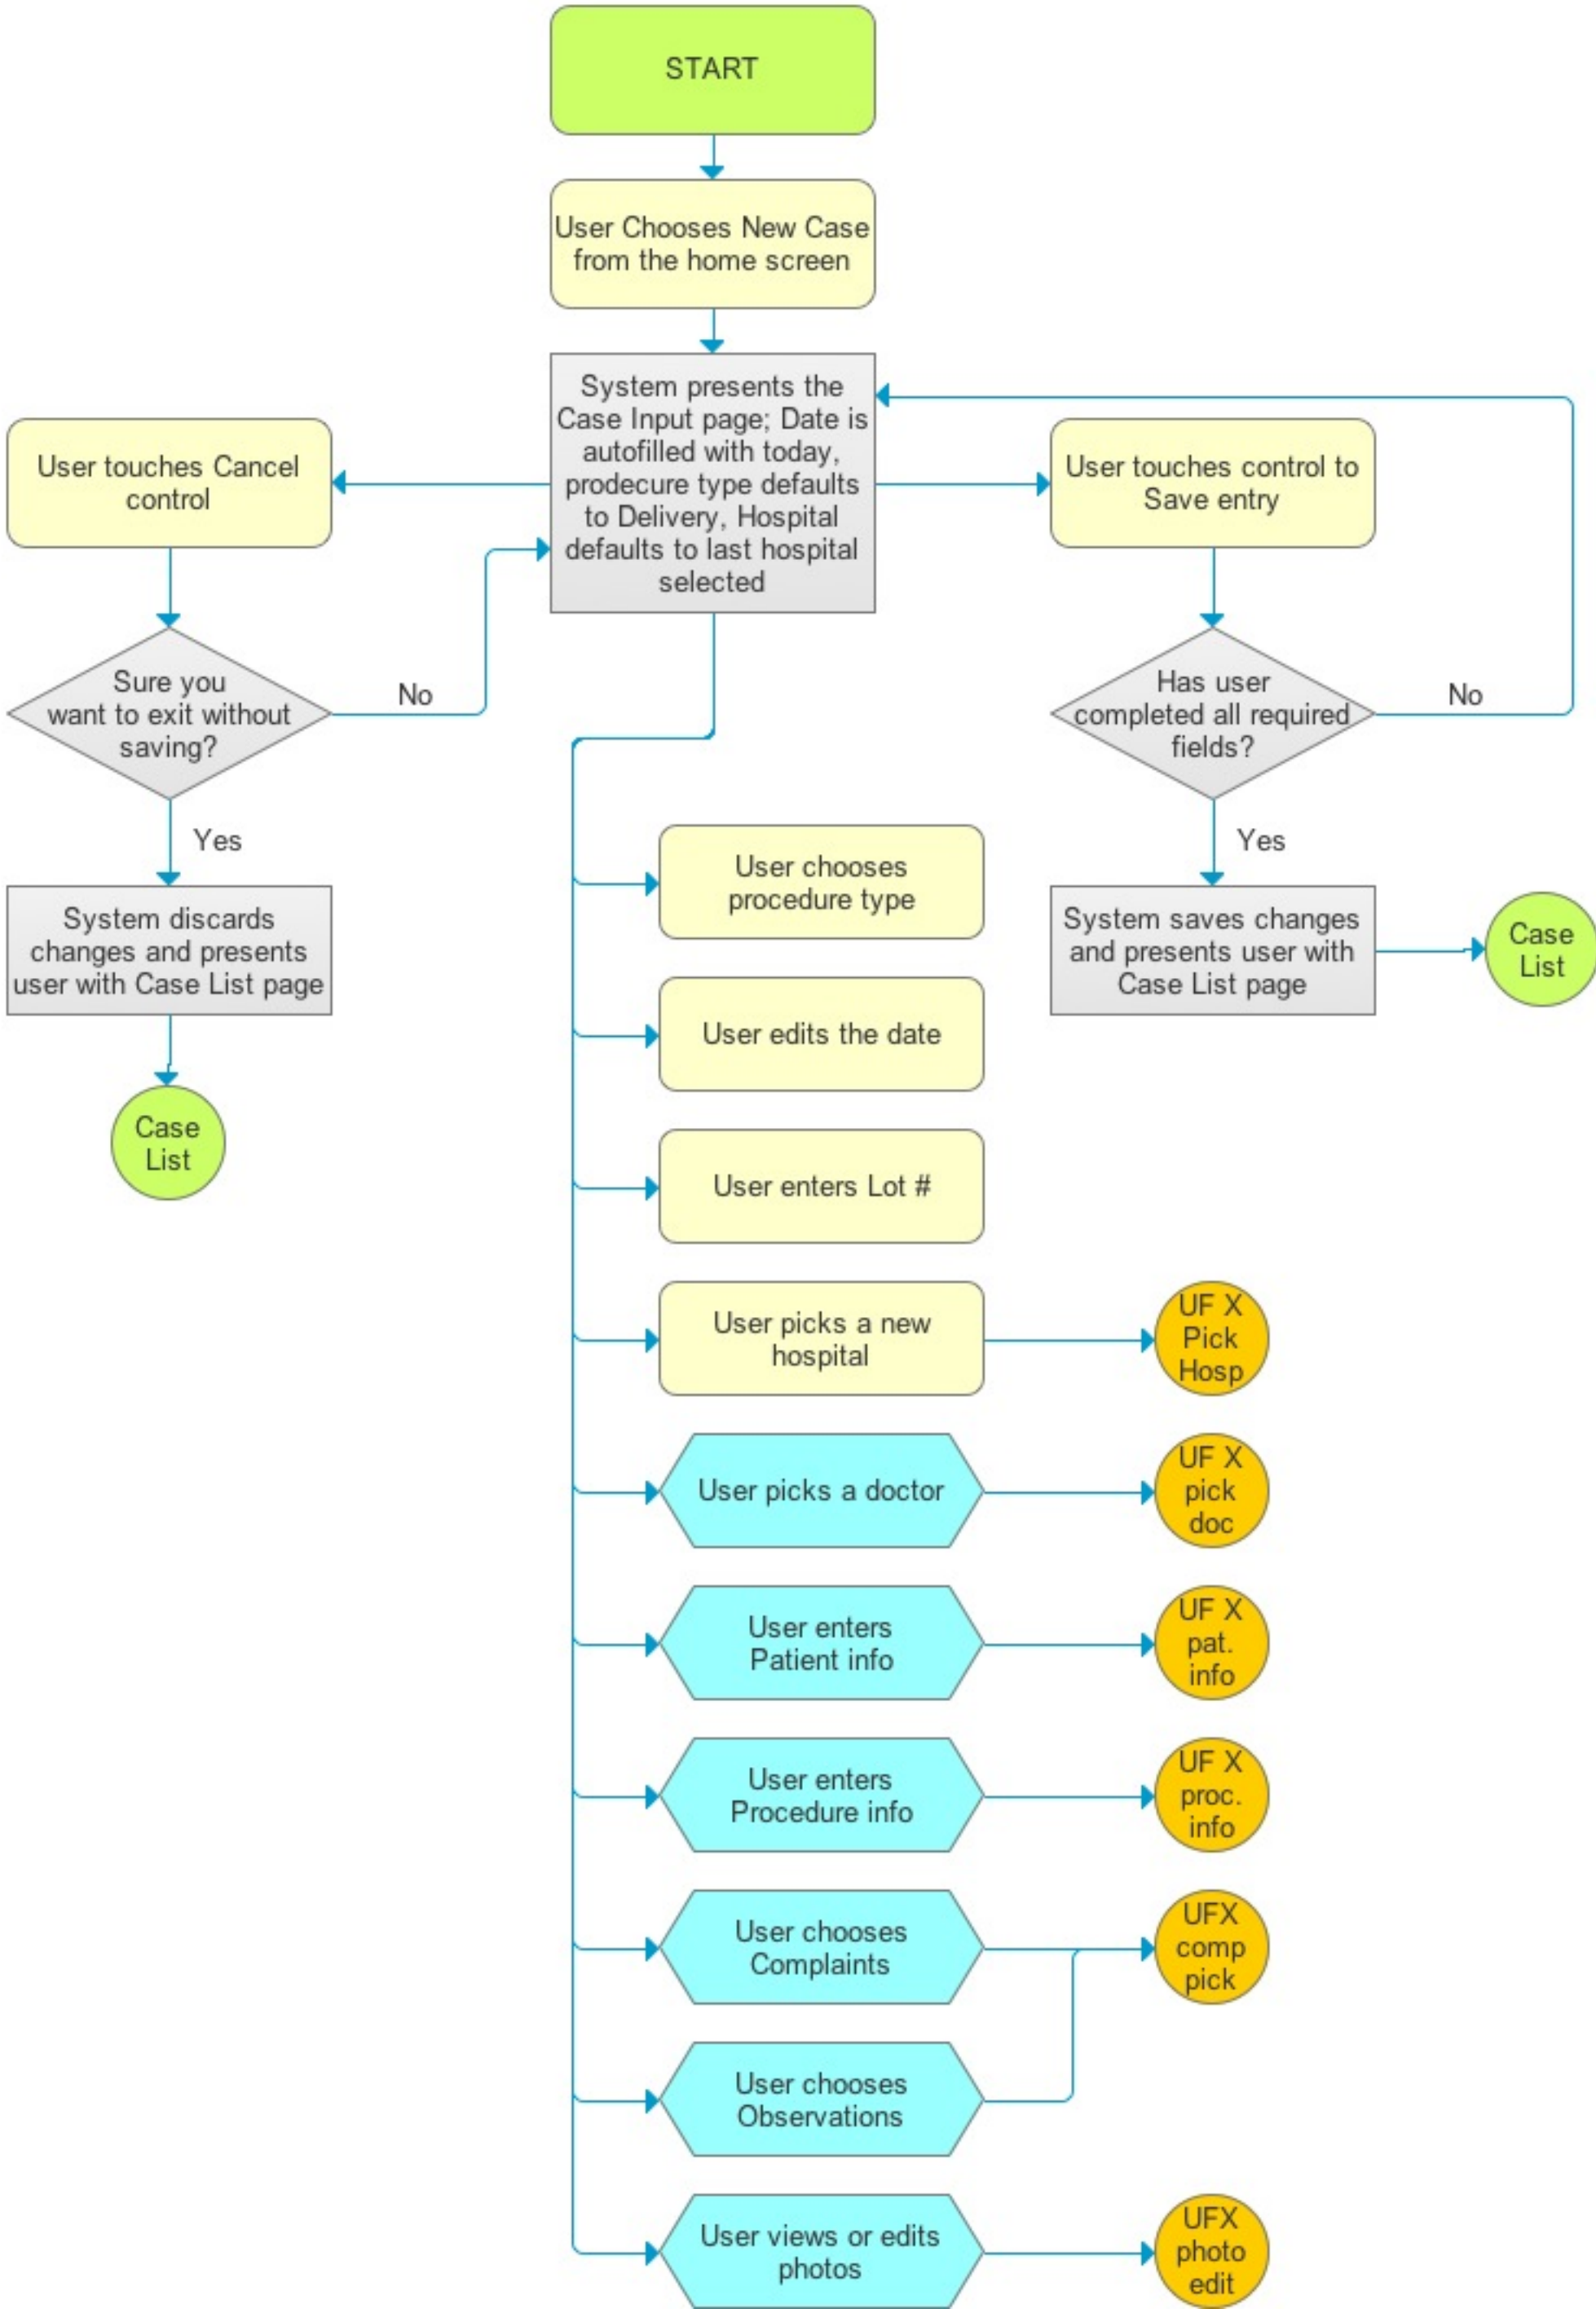 START
User Chooses New Case
from the home screen
System presents the
Case Input page; Date is
autofilled with today,
prodecure type defaults
to Delivery, Hospital
defaults to last hospital
selected
User touches Cancel
control
User touches control to
Save entry
Sure you
want to exit without
saving?
No
Has user
completed all required
fields?
No
Yes
Yes
System discards
changes and presents
user with Case List page
System saves changes
and presents user with
Case List page
Case
List
Case
List
User chooses
procedure type
User edits the date
User enters Lot #
User picks a new
hospital
UF X
Pick
Hosp
User picks a doctor
UF X
pick
doc
User enters
Patient info
UF X
pat.
info
User enters
Procedure info
UF X
proc.
info
User chooses
Complaints
UFX
comp
pick
User chooses
Observations
User views or edits
photos
UFX
photo
edit